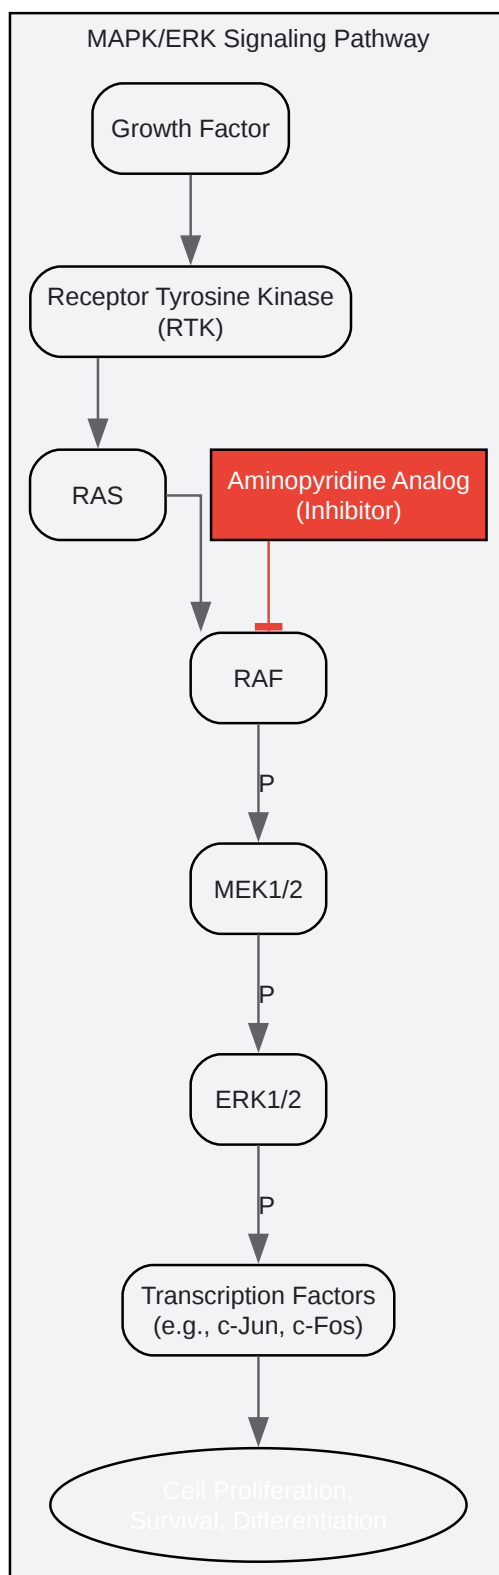 MAPK/ERK Signaling Pathway
Growth Factor
Receptor Tyrosine Kinase
(RTK)
RAS
Aminopyridine Analog
(Inhibitor)
RAF
P
MEK1/2
P
ERK1/2
P
Transcription Factors
(e.g., c-Jun, c-Fos)
Cell Proliferation,
Survival, Differentiation